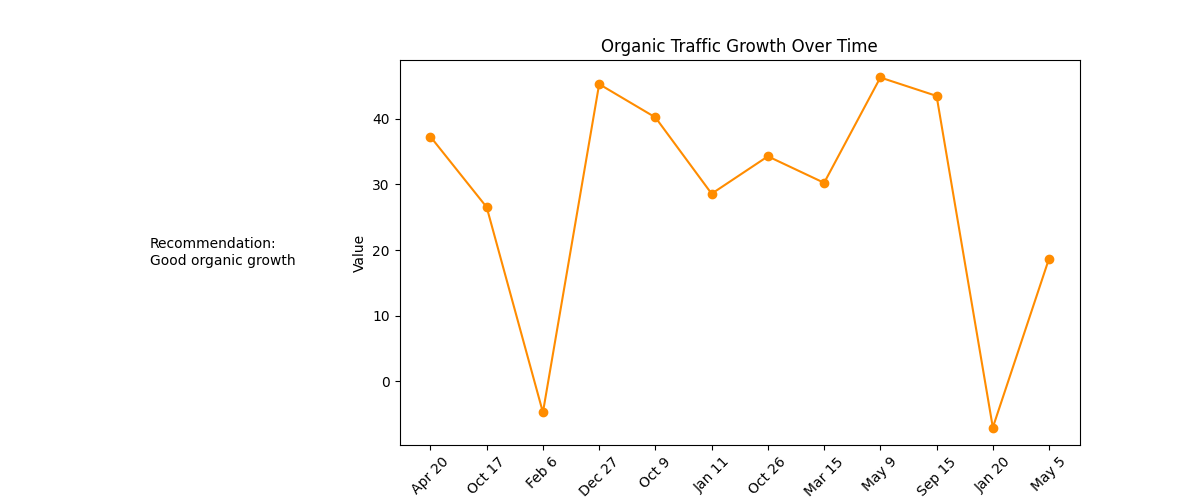 Organic Traffic Growth Over Time
Recommendation:
Good organic growth
Value
40
30
20
10
0
Apr 20
Oct 17
Feb 6
Dec 27
Oct 9
Jan 11
Oct 26
Mar 15
May 9
Sep 15
Jan 20
May 5